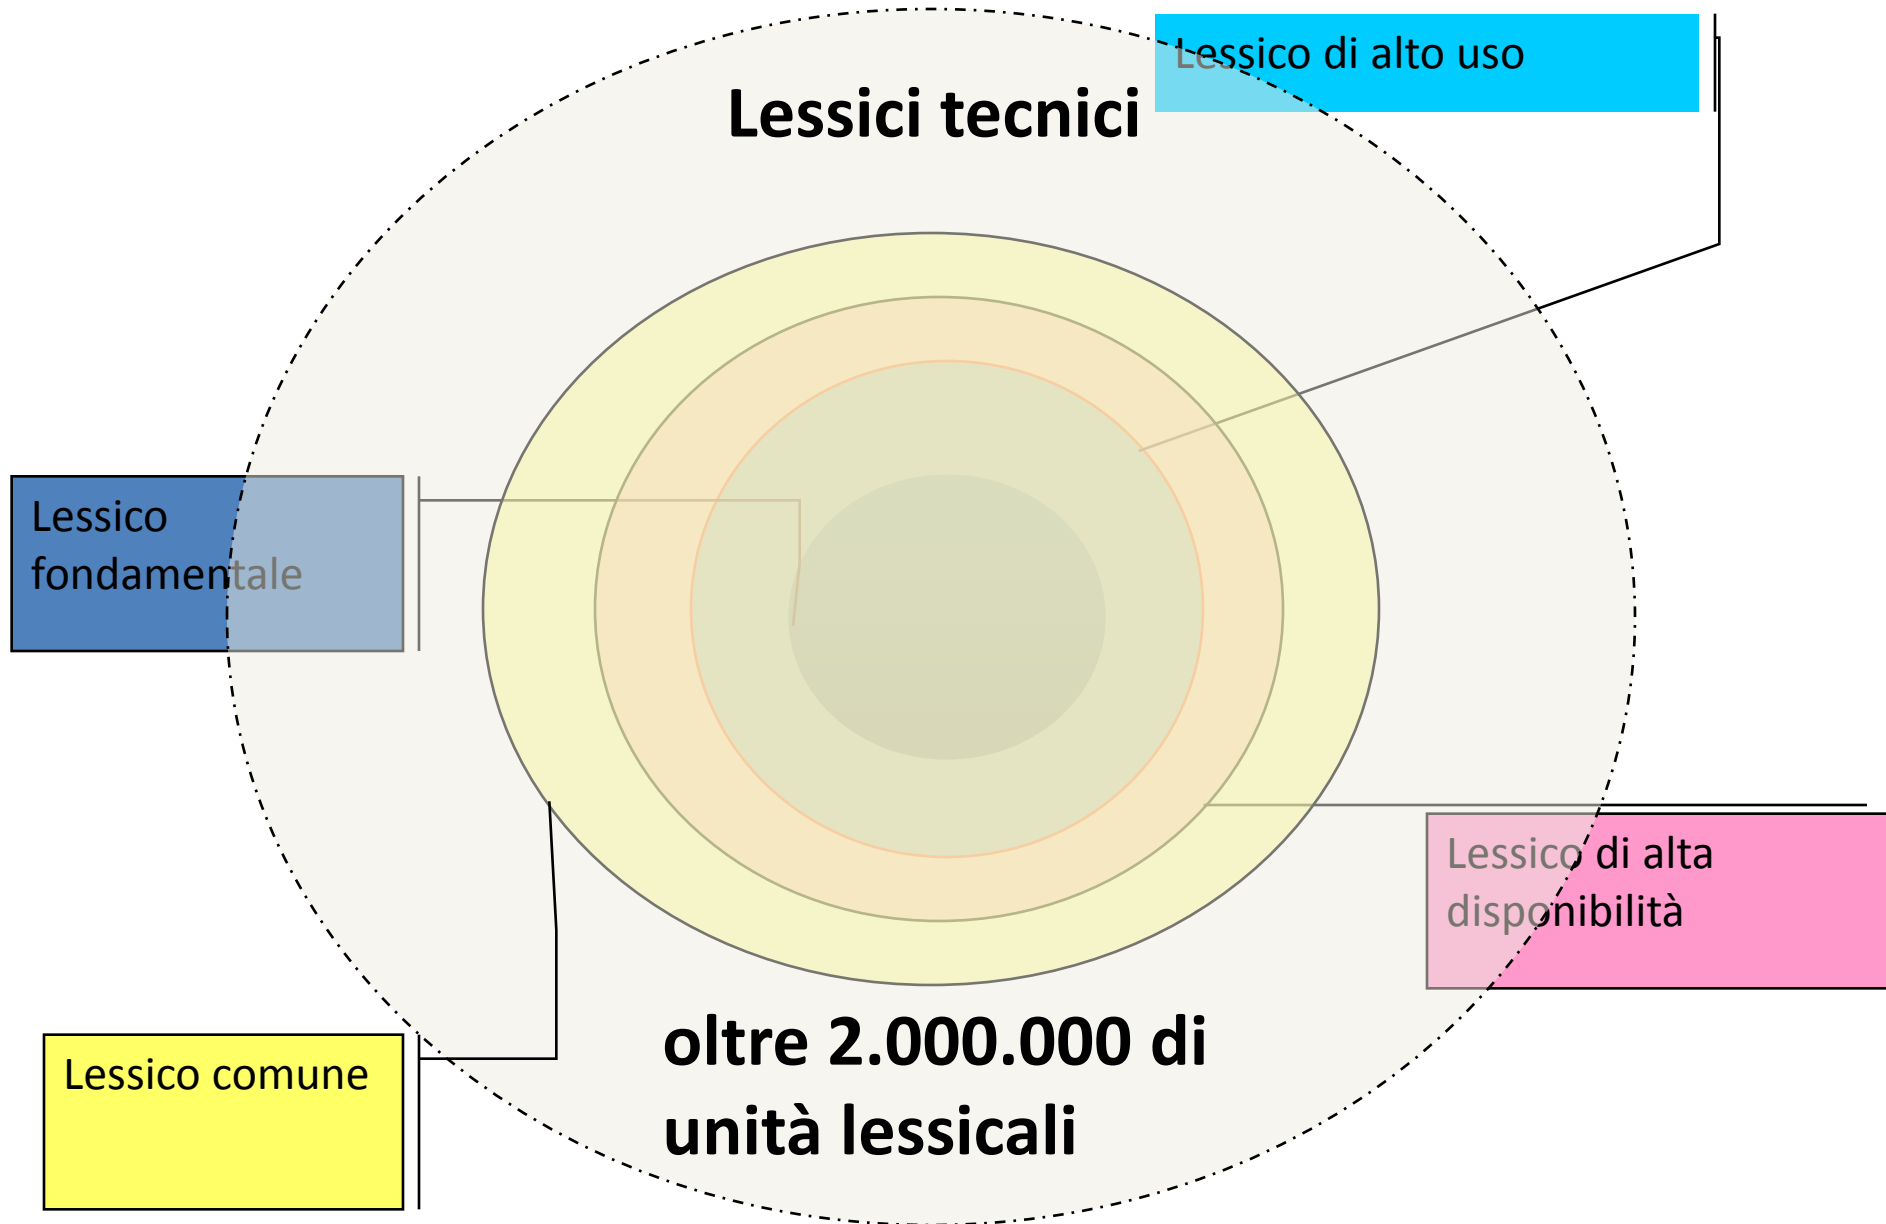 Lessico di alto uso
Lessici tecnici
Lessico
fondamentale
Lessico di alta
disponibilità
oltre 2.000.000 di
unità lessicali
Lessico comune